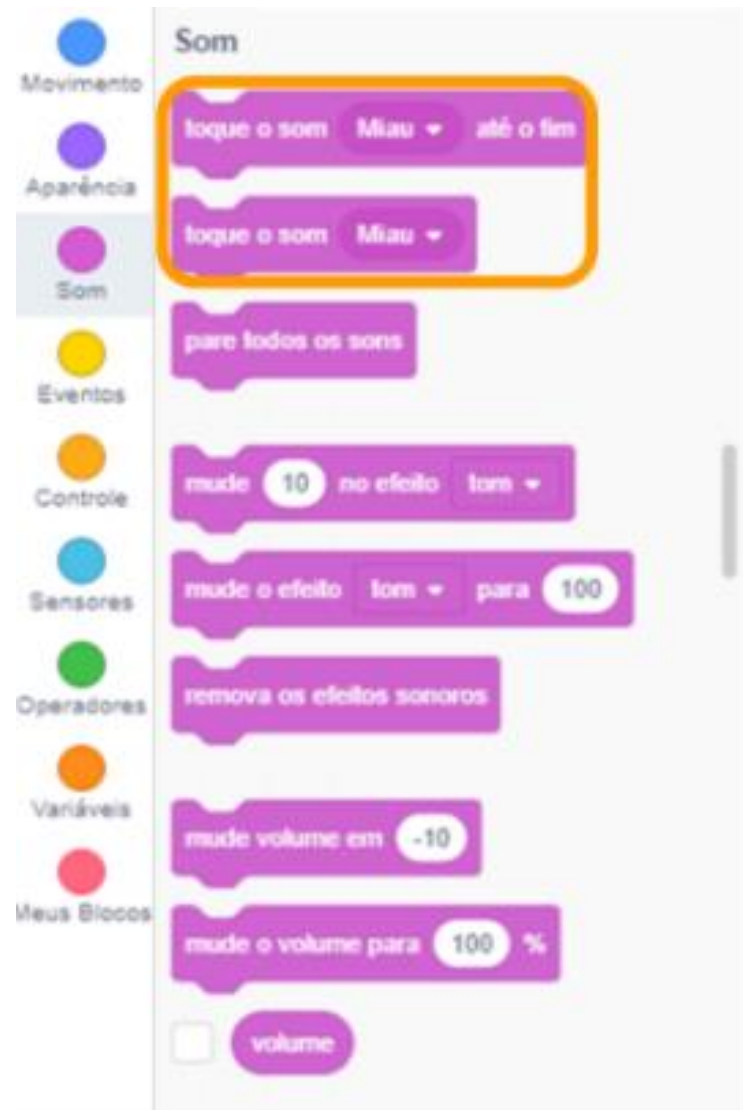 Movimento
Aparência
Som
Eventos
Controle
Sensores
Operadores
Variáveis
Meus Blocos
Som
toque o som Miau até o fim
toque o som Miau
pare todos os sons
mude 10 no efeito tom
mude o efeito tom para 100
remova os efeitos sonoros
mude volume em -10
mude o volume para 100 %
volume